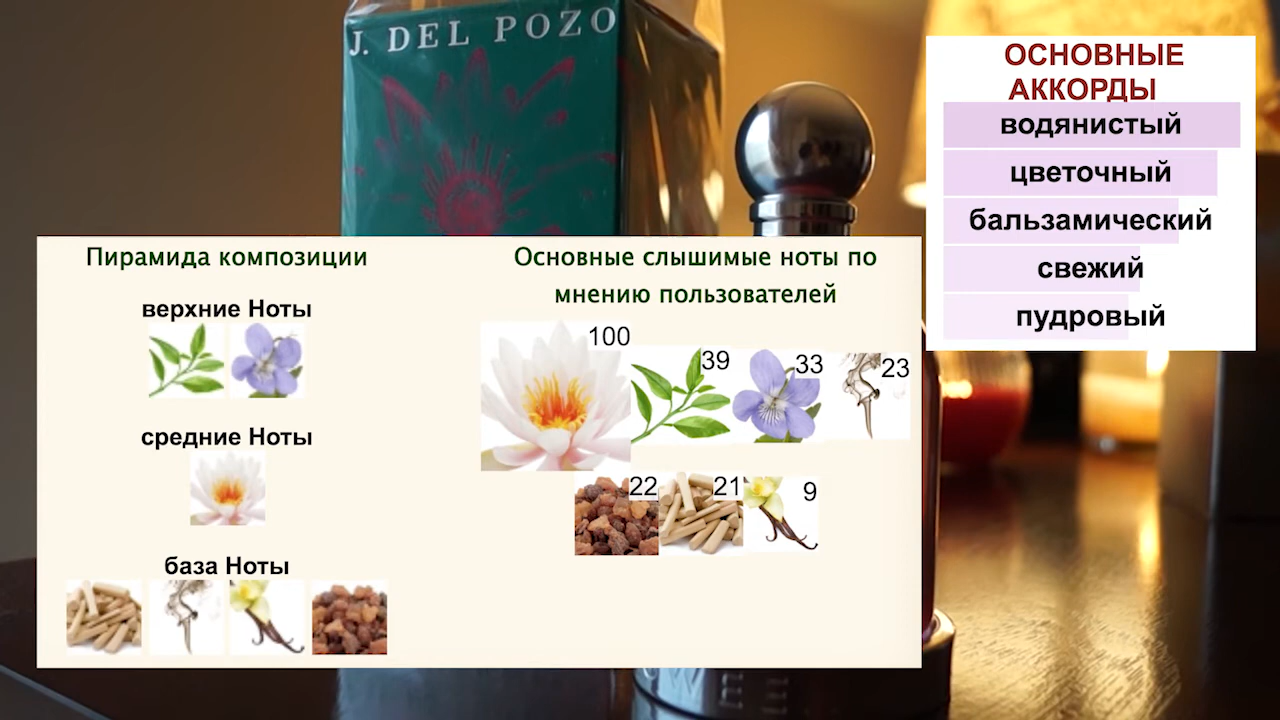 J. DEL POZO
ОСНОВНЫЕ
АККОРДЫ
водянистый
цветочный
бальзамический
свежий
пудровый
Пирамида композиции
верхние Ноты
средние Ноты
база Ноты
Основные слышимые ноты по
мнению пользователей
100
39
33
23
22
21
9